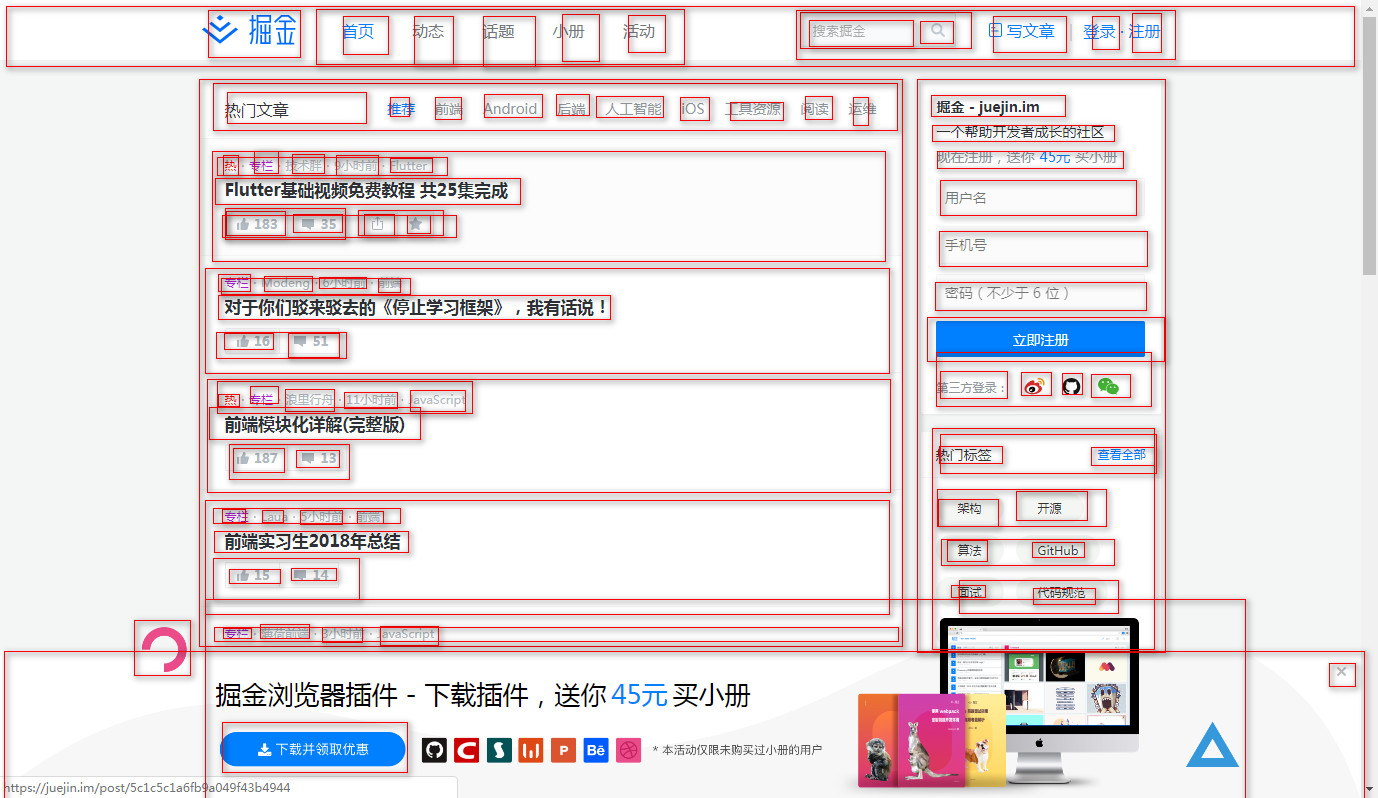 掘金 首页 动态 话题 小册 活动 搜索掘金 写文章 登录 · 注册
热门文章 推荐 前端 Android 后端 人工智能 iOS 工具资源 阅读 运维
热 · 专栏 · 技术胖 · 9小时前 · Flutter
Flutter基础视频免费教程 共25集完成
183 35
专栏 · Modeng · 6小时前 · 前端
对于你们驳来驳去的《停止学习框架》，我有话说！
16 51
热 · 专栏 · 浪里行舟 · 11小时前 · JavaScript
前端模块化详解(完整版)
187 13
专栏 · Laua · 5小时前 · 前端
前端实习生2018年总结
15 14
专栏 · 薄荷前端 · 3小时前 · JavaScript
掘金 - juejin.im
一个帮助开发者成长的社区
现在注册，送你 45元 买小册
用户名
手机号
密码（不少于 6 位）
立即注册
第三方登录：
热门标签 查看全部
架构 开源
算法 GitHub
面试 代码规范
掘金浏览器插件 - 下载插件，送你 45元 买小册
下载并领取优惠 Bē * 本活动仅限未购买过小册的用户
https://juejin.im/post/5c1c5c1a6fb9a049f43b4944